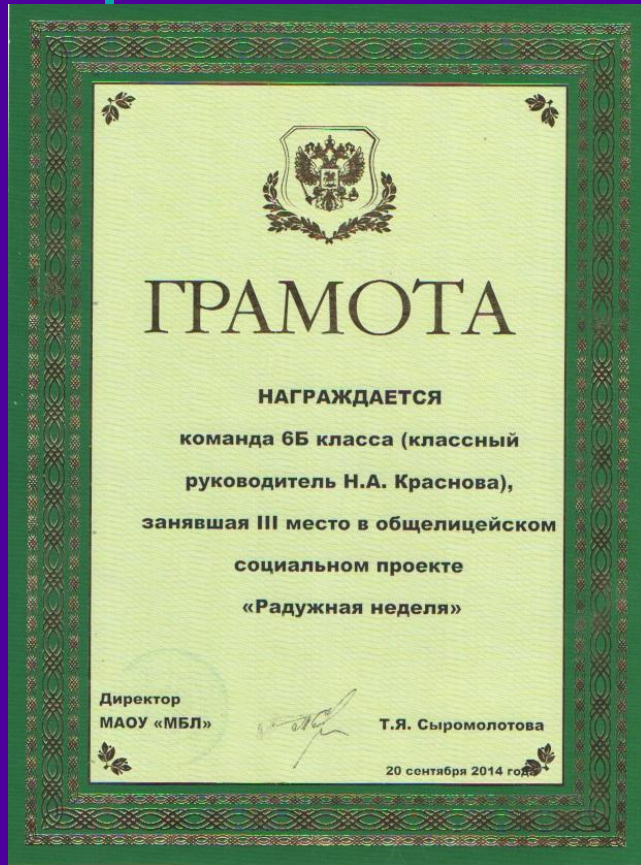 ГРАМОТА
НАГРАЖДАЕТСЯ
команда 6Б класса (классный
руководитель Н.А. Краснова),
занявшая III место в общелицейском
социальном проекте
«Радужная неделя»
Директор
МАОУ «МБЛ»
Т.Я. Сыромолотова
20 сентября 2014 года